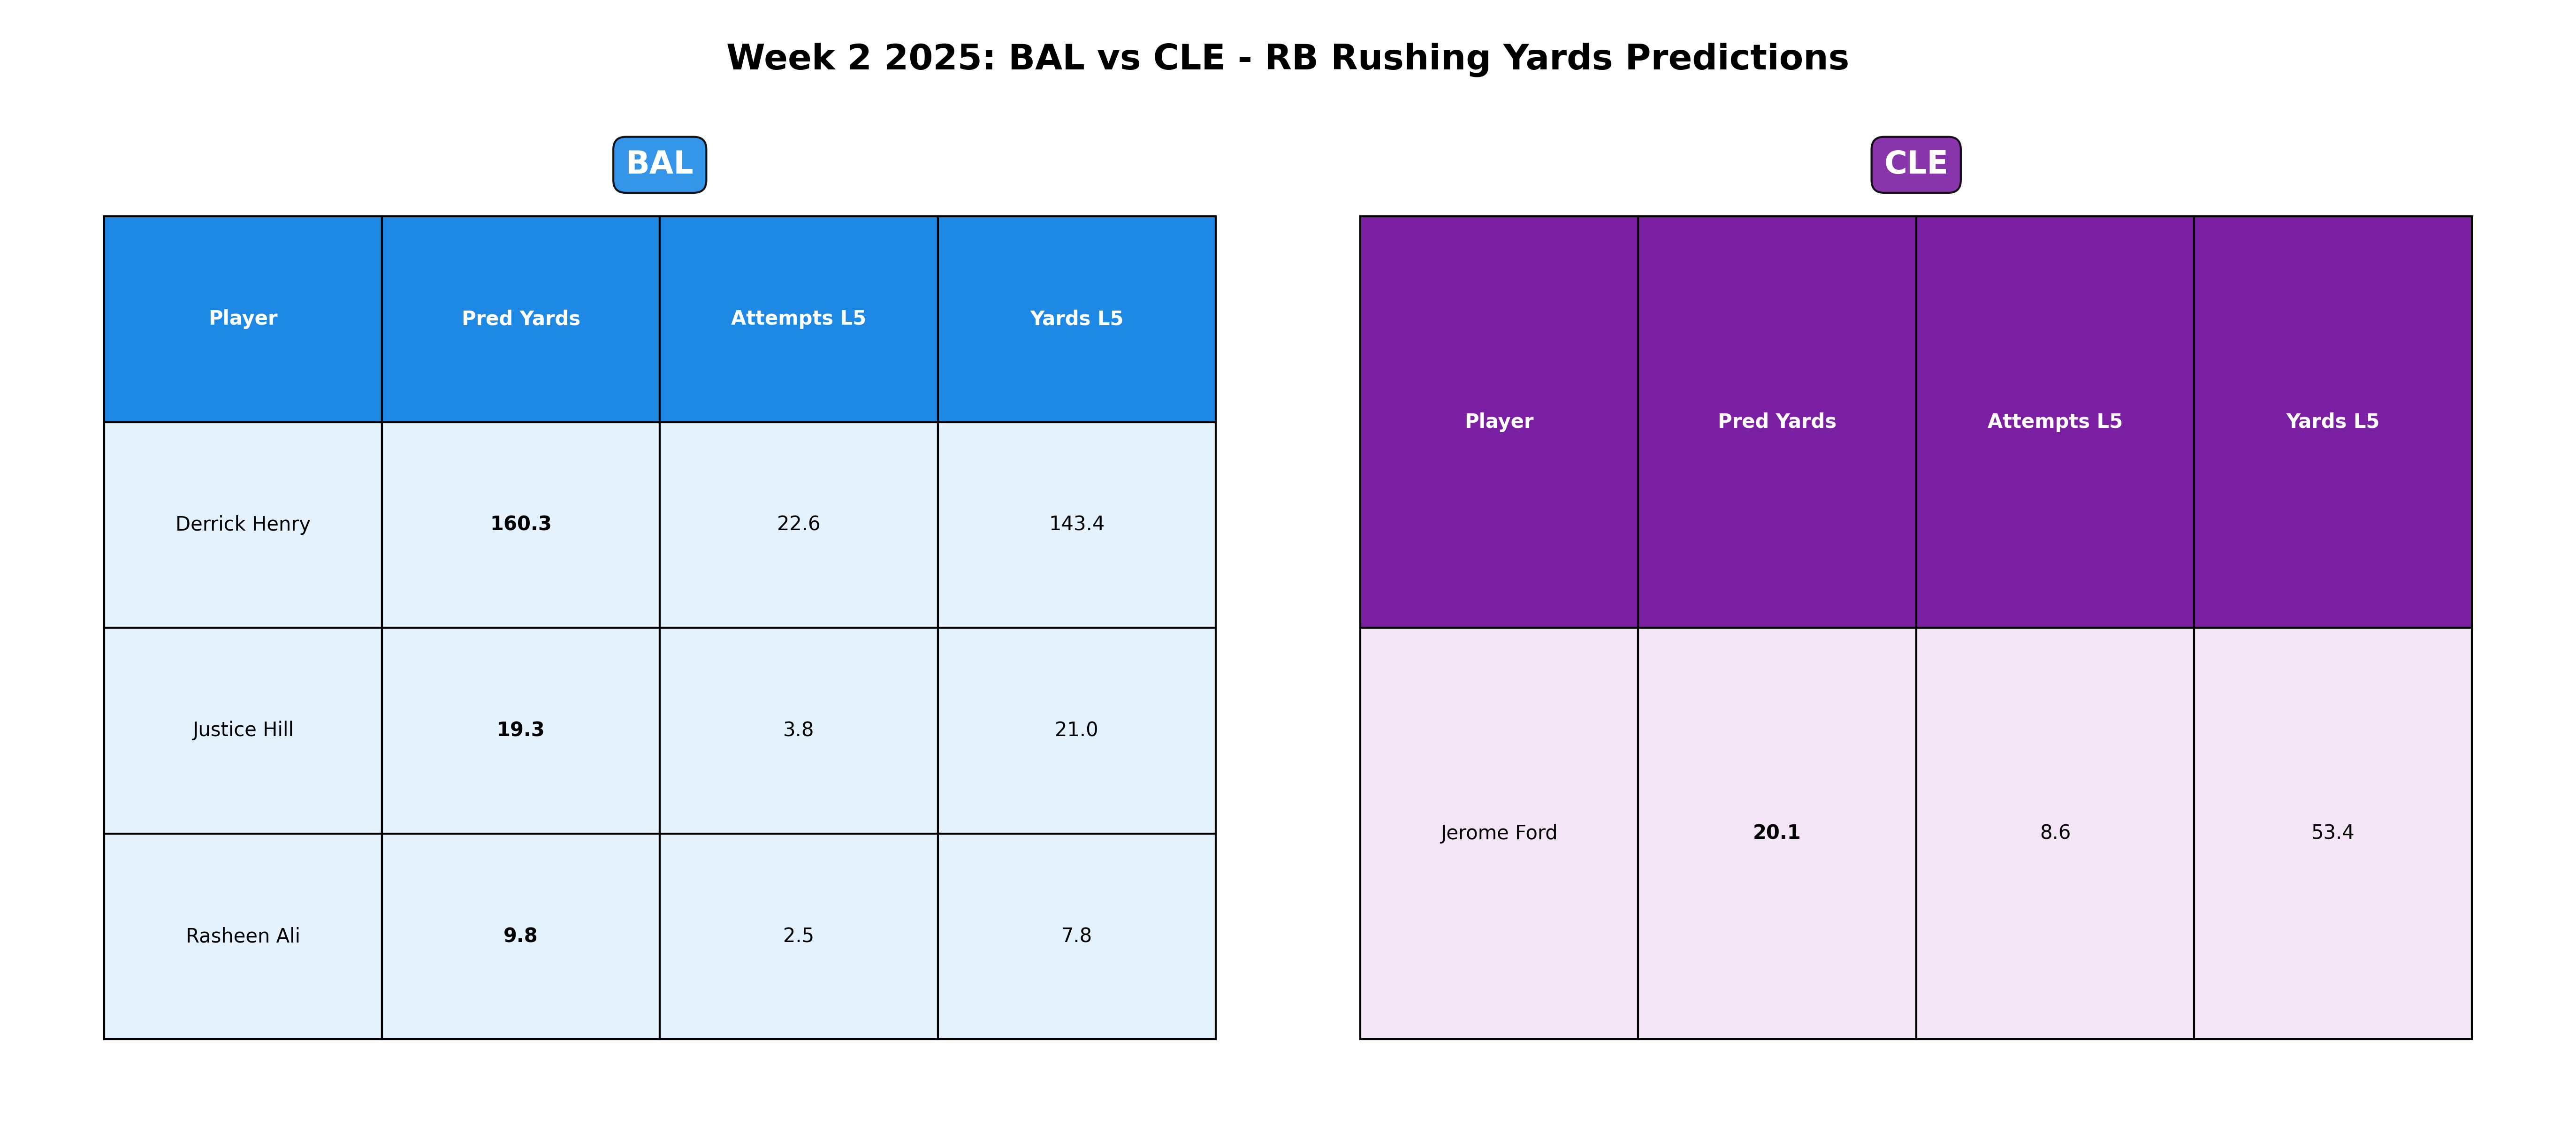 Week 2 2025: BAL vs CLE - RB Rushing Yards Predictions
BAL
Player Pred Yards Attempts L5 Yards L5
Derrick Henry 160.3 22.6 143.4
Justice Hill 19.3 3.8 21.0
Rasheen Ali 9.8 2.5 7.8
CLE
Player Pred Yards Attempts L5 Yards L5
Jerome Ford 20.1 8.6 53.4